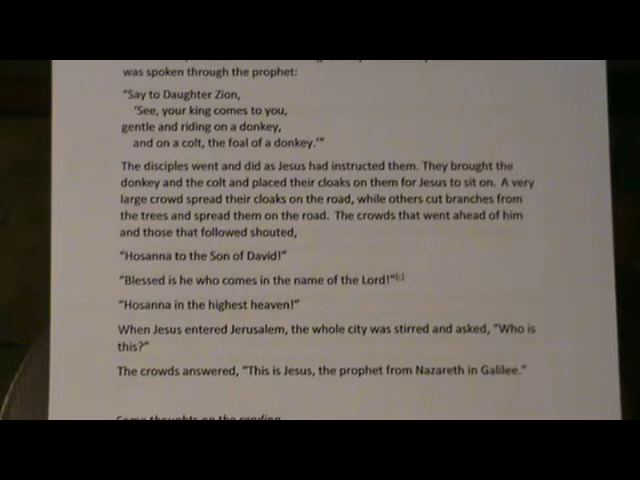 was spoken through the prophet:
"Say to Daughter Zion,
'See, your king comes to you,
gentle and riding on a donkey,
and on a colt, the foal of a donkey.'"
The disciples went and did as Jesus had instructed them. They brought the
donkey and the colt and placed their cloaks on them for Jesus to sit on. A very
large crowd spread their cloaks on the road, while others cut branches from
the trees and spread them on the road. The crowds that went ahead of him
and those that followed shouted,
"Hosanna to the Son of David!"
"Blessed is he who comes in the name of the Lord!"
"Hosanna in the highest heaven!"
When Jesus entered Jerusalem, the whole city was stirred and asked, "Who is
this?"
The crowds answered, "This is Jesus, the prophet from Nazareth in Galilee."
Some thoughts on the reading